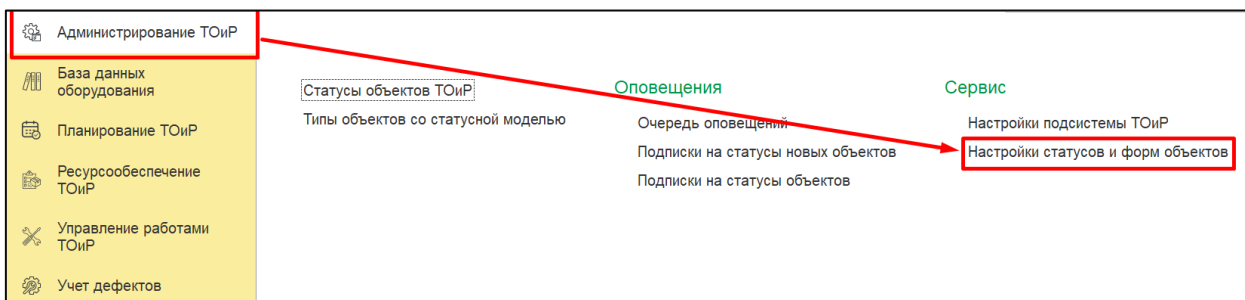 Администрирование ТОиР
База данных
оборудования
Планирование ТОиР
Ресурсообеспечение
ТОиР
Управление работами
ТОиР
Учет дефектов
Статусы объектов ТОиР
Типы объектов со статусной моделью
Оповещения
Очередь оповещений
Подписки на статусы новых объектов
Подписки на статусы объектов
Сервис
Настройки подсистемы ТОиР
Настройки статусов и форм объектов